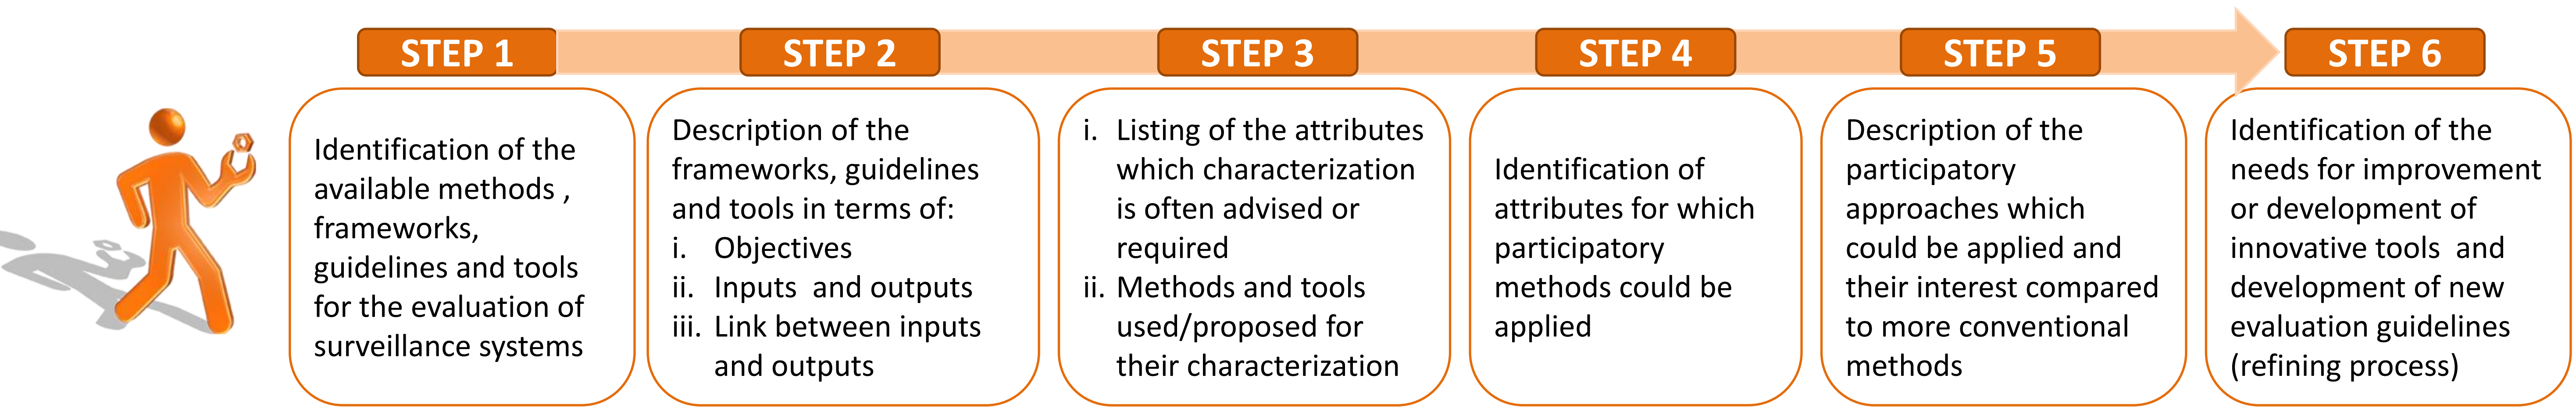 STEP 1
Identification of the
available methods ,
frameworks,
guidelines and tools
for the evaluation of
surveillance systems
STEP 2
Description of the
frameworks, guidelines
and tools in terms of:
i. Objectives
ii. Inputs and outputs
iii. Link between inputs
and outputs
STEP 3
i. Listing of the attributes
which characterization
is often advised or
required
ii. Methods and tools
used/proposed for
their characterization
STEP 4
Identification of
attributes for which
participatory
methods could be
applied
STEP 5
Description of the
participatory
approaches which
could be applied and
their interest compared
to more conventional
methods
STEP 6
Identification of the
needs for improvement
or development of
innovative tools and
development of new
evaluation guidelines
(refining process)